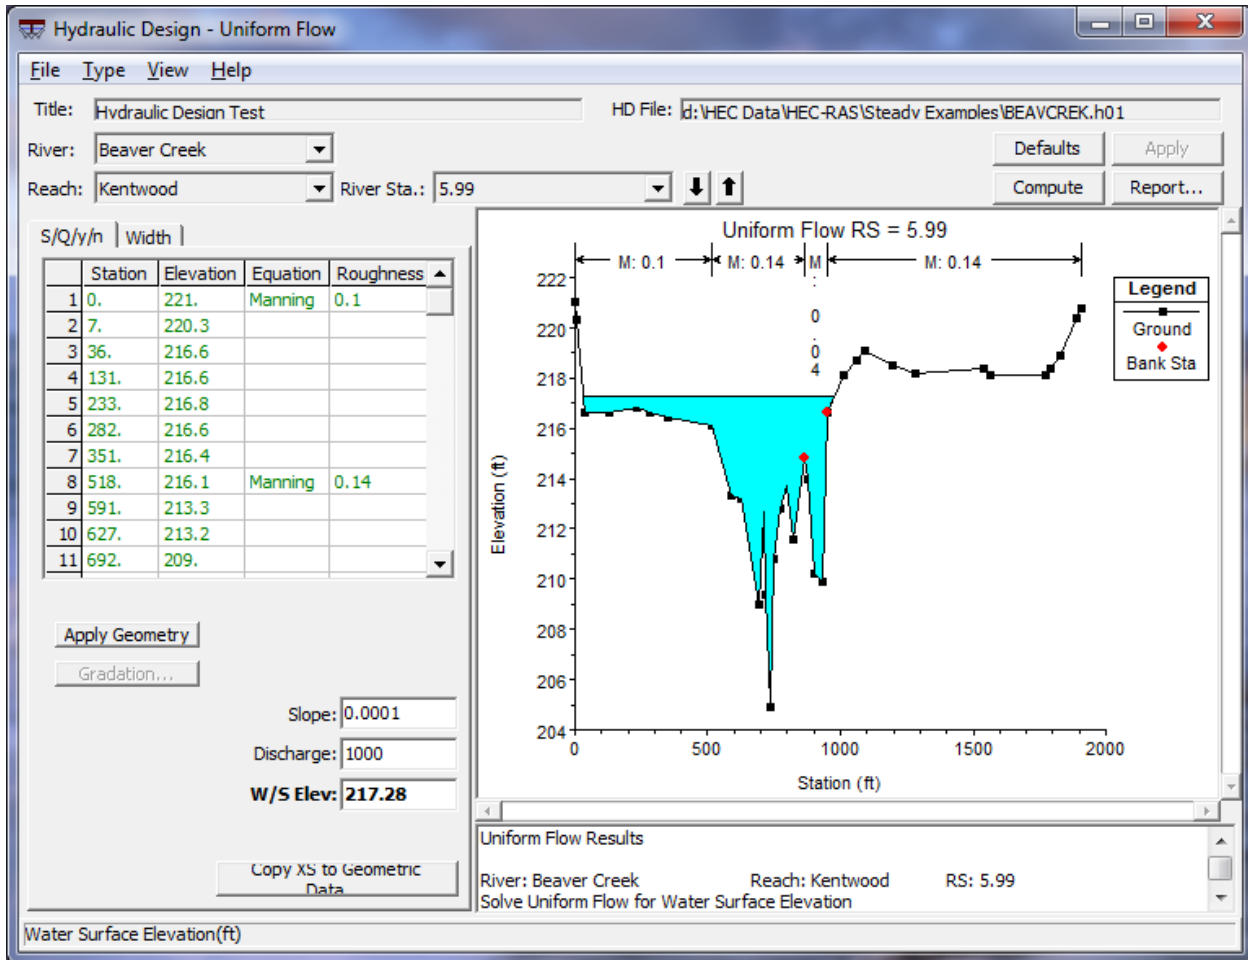 Hydraulic Design - Uniform Flow
File Type View Help
Title: Hydraulic Design Test HD File: d:\HEC Data\HEC-RAS\Steady Examples\BEAVCREK.h01
River: Beaver Creek Defaults Apply
Reach: Kentwood River Sta.: 5.99 Compute Report...
S/Q/y/n Width
Station Elevation Equation Roughness
1 0. 221. Manning 0.1
2 7. 220.3
3 36. 216.6
4 131. 216.6
5 233. 216.8
6 282. 216.6
7 351. 216.4
8 518. 216.1 Manning 0.14
9 591. 213.3
10 627. 213.2
11 692. 209.
Apply Geometry
Gradation...
Slope: 0.0001
Discharge: 1000
W/S Elev: 217.28
Copy XS to Geometric
Data
Uniform Flow RS = 5.99
M: 0.1 M: 0.14 M : 0 . 0 4 M: 0.14
222
220
218
216
214
212
210
208
206
204
Elevation (ft)
0 500 1000 1500 2000
Station (ft)
Legend
Ground
Bank Sta
Uniform Flow Results
River: Beaver Creek Reach: Kentwood RS: 5.99
Solve Uniform Flow for Water Surface Elevation
Water Surface Elevation(ft)